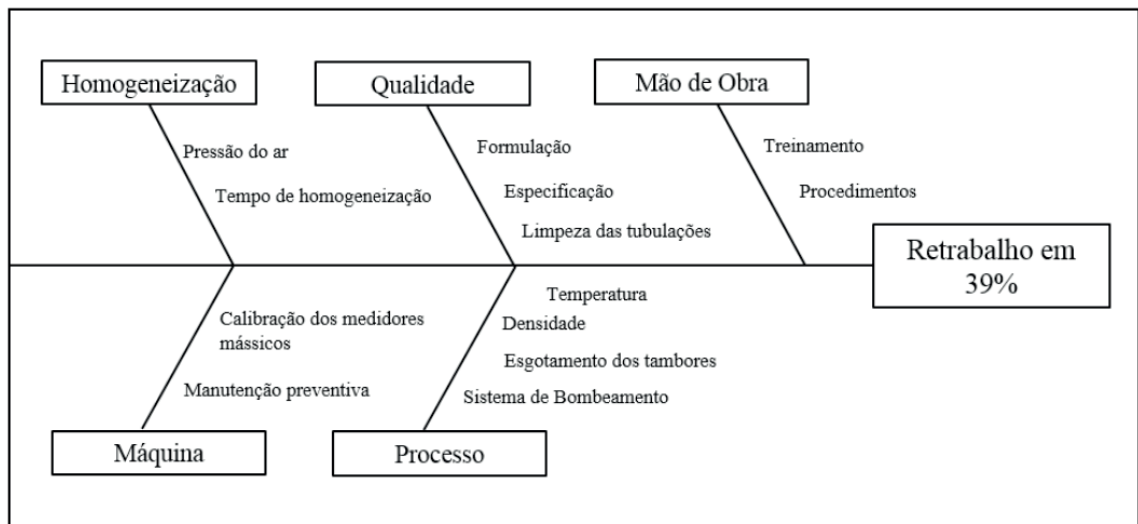 Homogeneização
Qualidade
Mão de Obra
Pressão do ar
Tempo de homogeneização
Formulação
Especificação
Limpeza das tubulações
Treinamento
Procedimentos
Retrabalho em
39%
Calibração dos medidores
mássicos
Manutenção preventiva
Temperatura
Densidade
Esgotamento dos tambores
Sistema de Bombeamento
Máquina
Processo